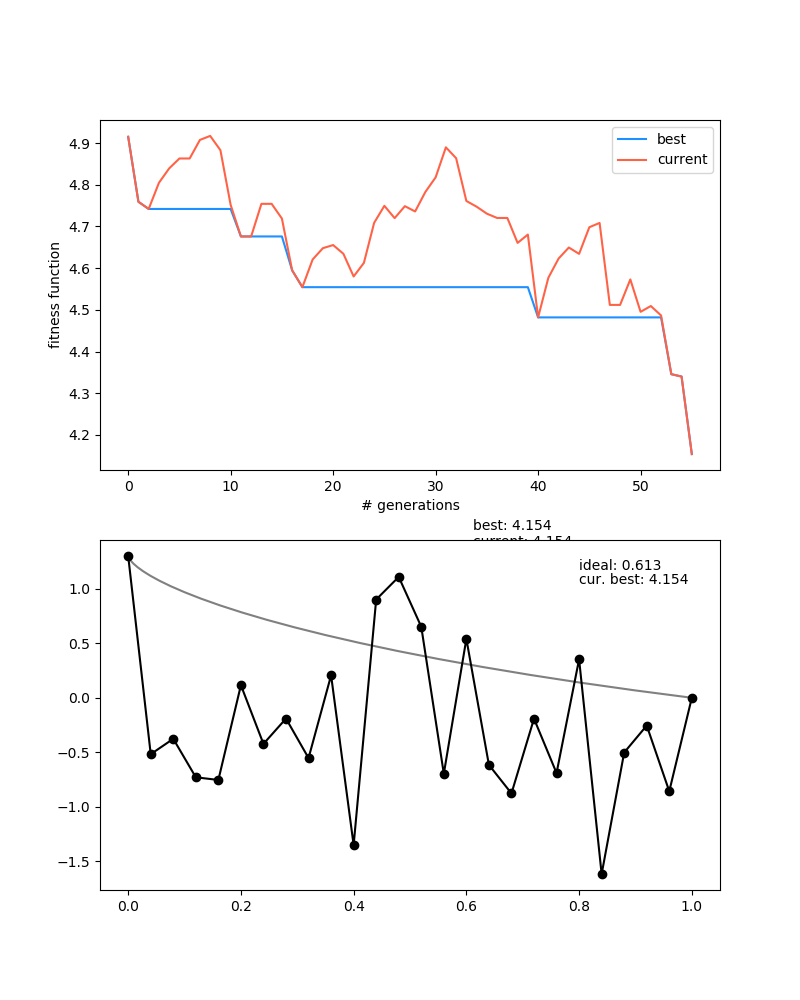 4.9
4.8
4.7
4.6
4.5
4.4
4.3
4.2
fitness function
best
current
0 10 20 30 40 50
# generations
best: 4.154
current: 4.154
ideal: 0.613
cur. best: 4.154
1.0
0.5
0.0
−0.5
−1.0
−1.5
0.0 0.2 0.4 0.6 0.8 1.0